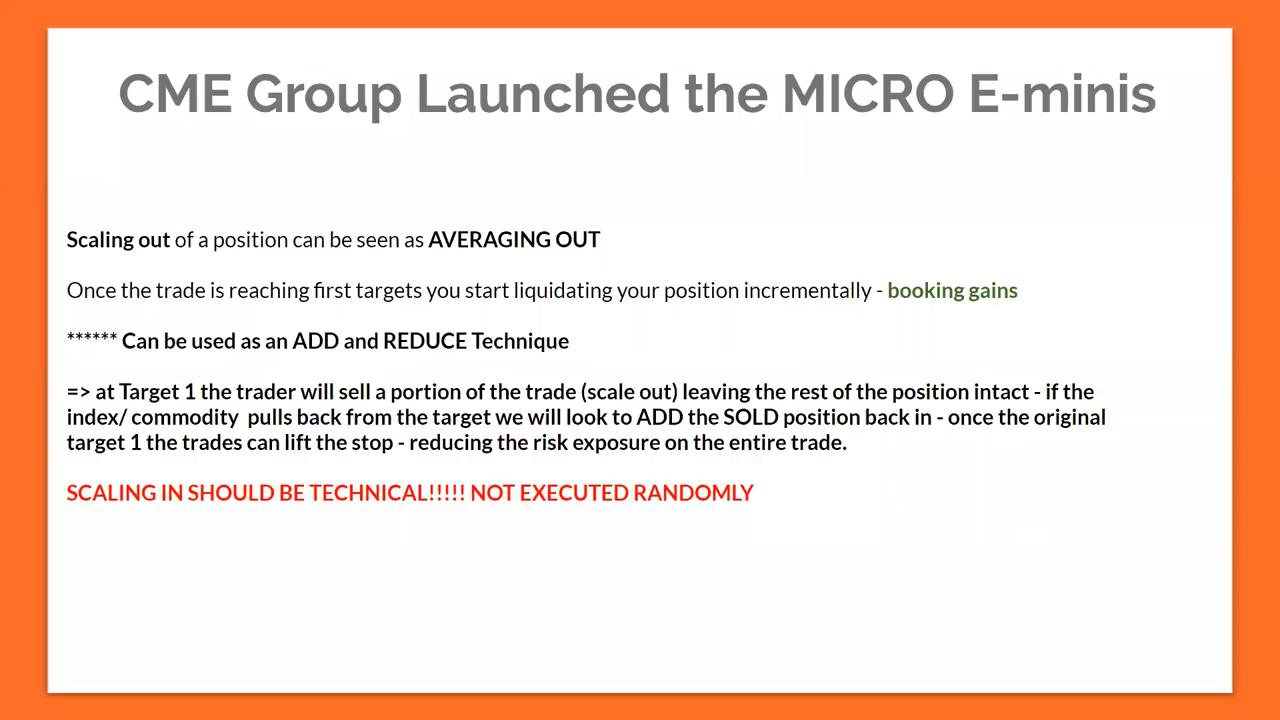 CME Group Launched the MICRO E-minis
Scaling out of a position can be seen as AVERAGING OUT
Once the trade is reaching first targets you start liquidating your position incrementally - booking gains
****** Can be used as an ADD and REDUCE Technique
=> at Target 1 the trader will sell a portion of the trade (scale out) leaving the rest of the position intact - if the
index/ commodity  pulls back from the target we will look to ADD the SOLD position back in - once the original
target 1 the trades can lift the stop - reducing the risk exposure on the entire trade.
SCALING IN SHOULD BE TECHNICAL!!!!! NOT EXECUTED RANDOMLY